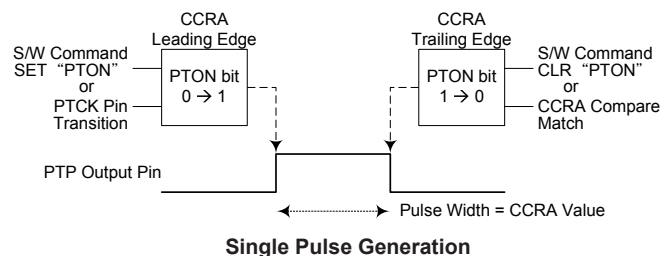 CCRA
Leading Edge
S/W Command
SET “PTON”
or
PTCK Pin
Transition
PTON bit
0 → 1
CCRA
Trailing Edge
PTON bit
1 → 0
S/W Command
CLR “PTON”
or
CCRA Compare
Match
PTP Output Pin
Pulse Width = CCRA Value
Single Pulse Generation